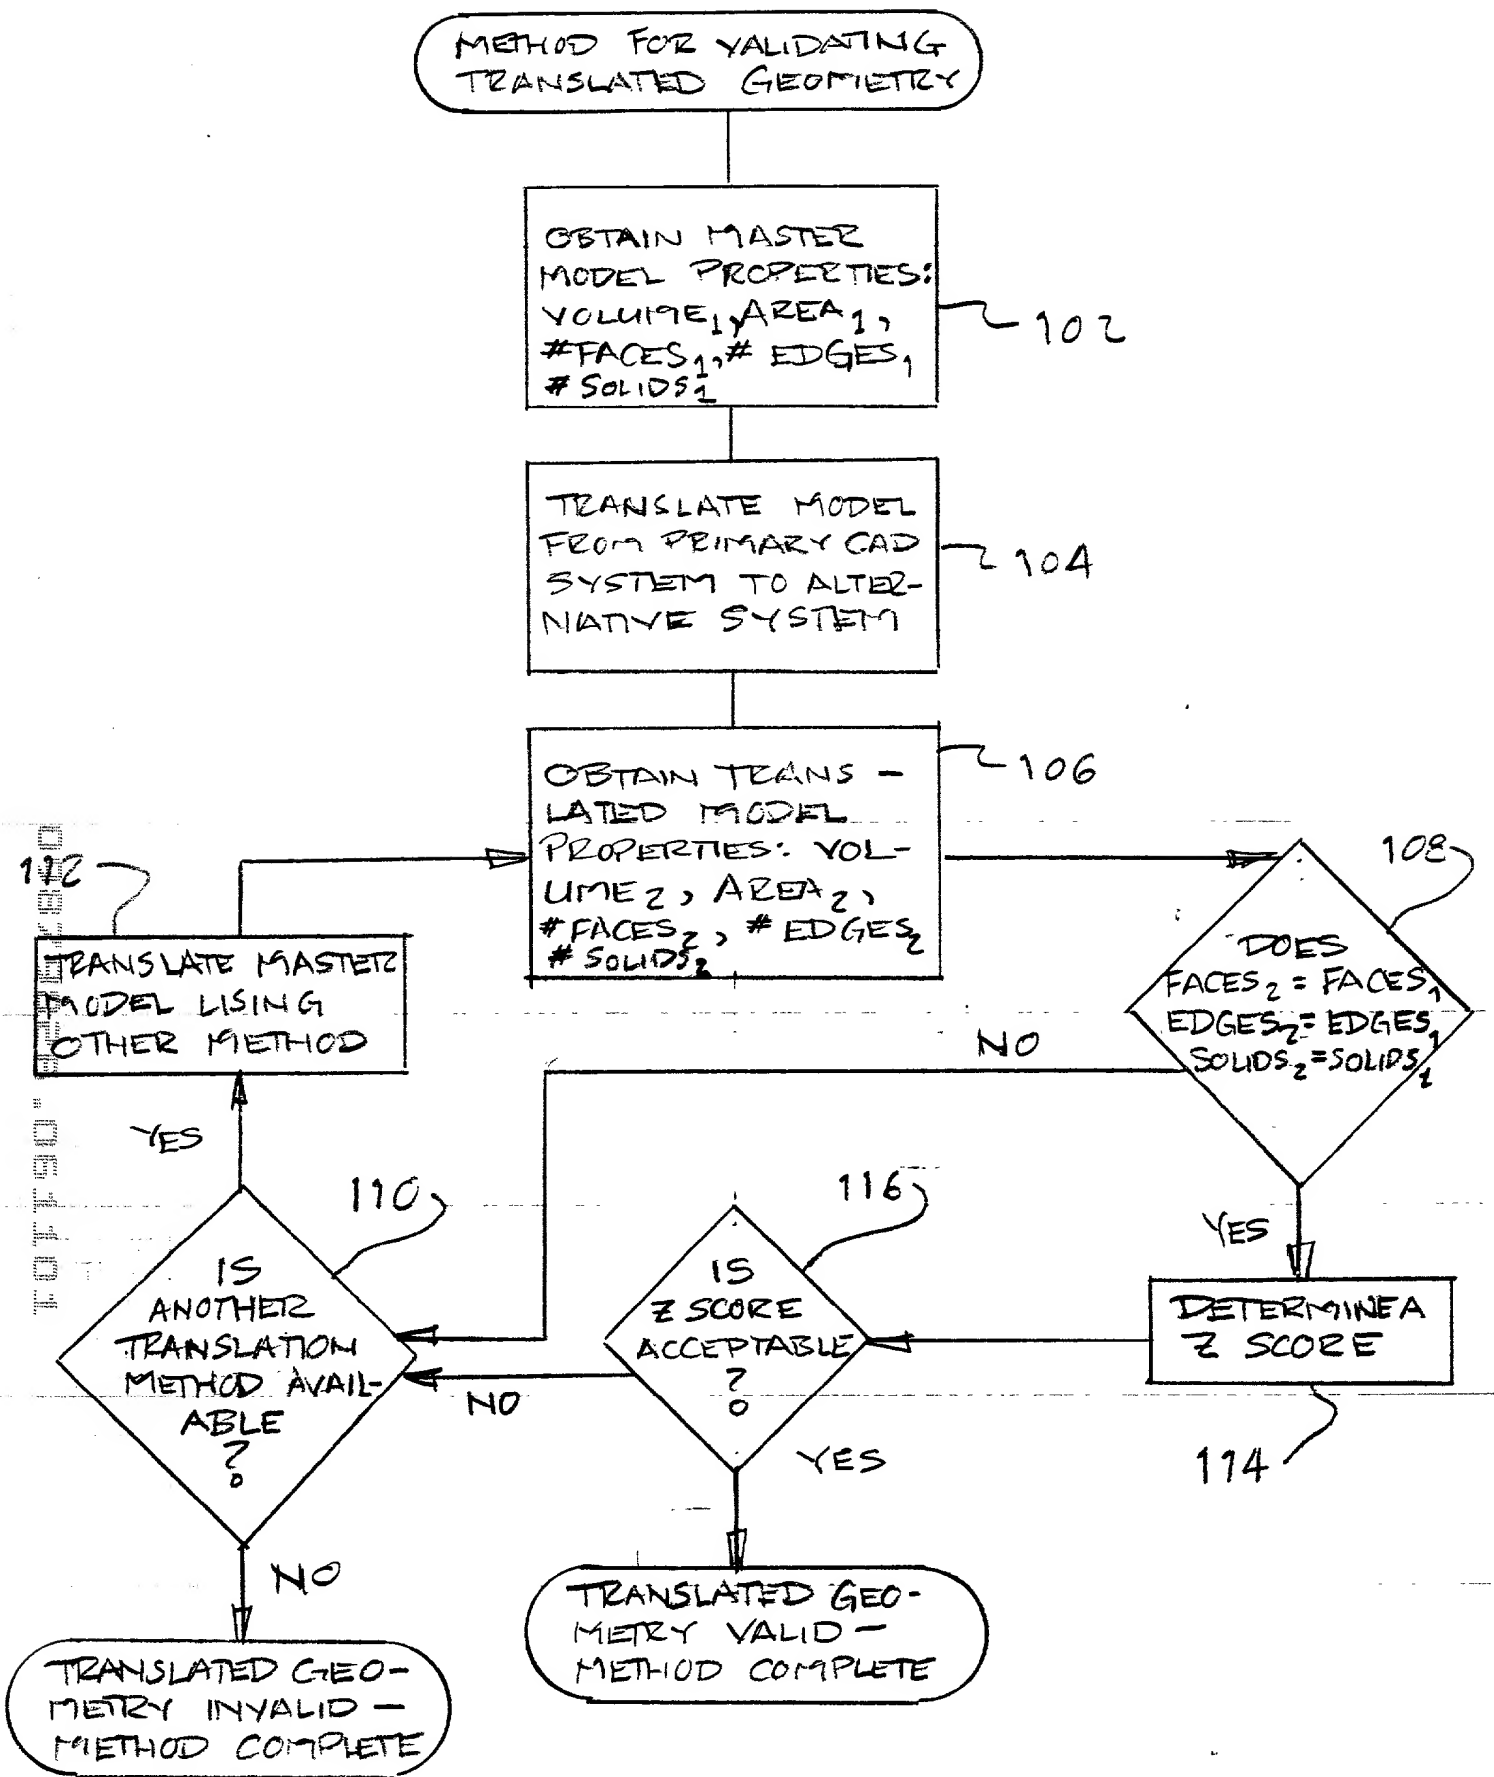 METHOD FOR VALIDATING
TRANSLATED GEOMETRY
OBTAIN MASTER
MODEL PROPERTIES:
VOLUME₁, AREA₁,
#FACES₁, # EDGES₁
# SOLIDS₁
102
TRANSLATE MODEL
FROM PRIMARY CAD
SYSTEM TO ALTER-
NATIVE SYSTEM
104
OBTAIN TRANS-
LATED MODEL
PROPERTIES: VOL-
UME₂, AREA₂,
#FACES₂, # EDGES₂
# SOLIDS₂
106
108
DOES
FACES₂ = FACES₁
EDGES₂ = EDGES₁
SOLIDS₂ = SOLIDS₁
112
TRANSLATE MASTER
MODEL USING
OTHER METHOD
NO
YES
110
116
YES
IS
ANOTHER
TRANSLATION
METHOD AVAIL-
ABLE
?
IS
Z SCORE
ACCEPTABLE
?
DETERMINE A
Z SCORE
NO
114
YES
NO
TRANSLATED GEO-
METRY VALID -
METHOD COMPLETE
TRANSLATED GEO-
METRY INVALID -
METHOD COMPLETE